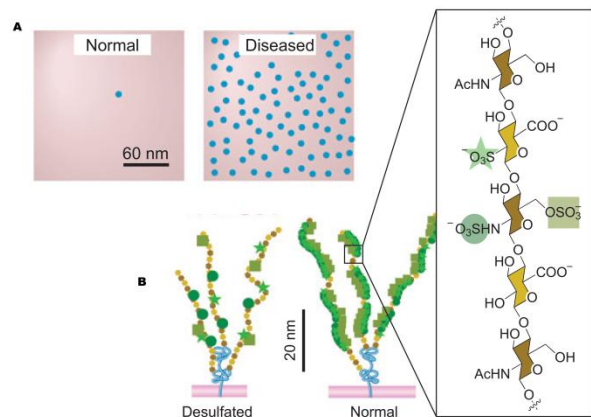 A
Normal
Diseased
60 nm
B
20 nm
Desulfated
Normal
O
HO
O
OH
AcHN
O
HO
COO⁻
⁻O₃S
O
O
HO
O
⁻O₃SHN
OSO₃⁻
O
HO
COO⁻
HO
O
O
HO
OH
AcHN
O
O